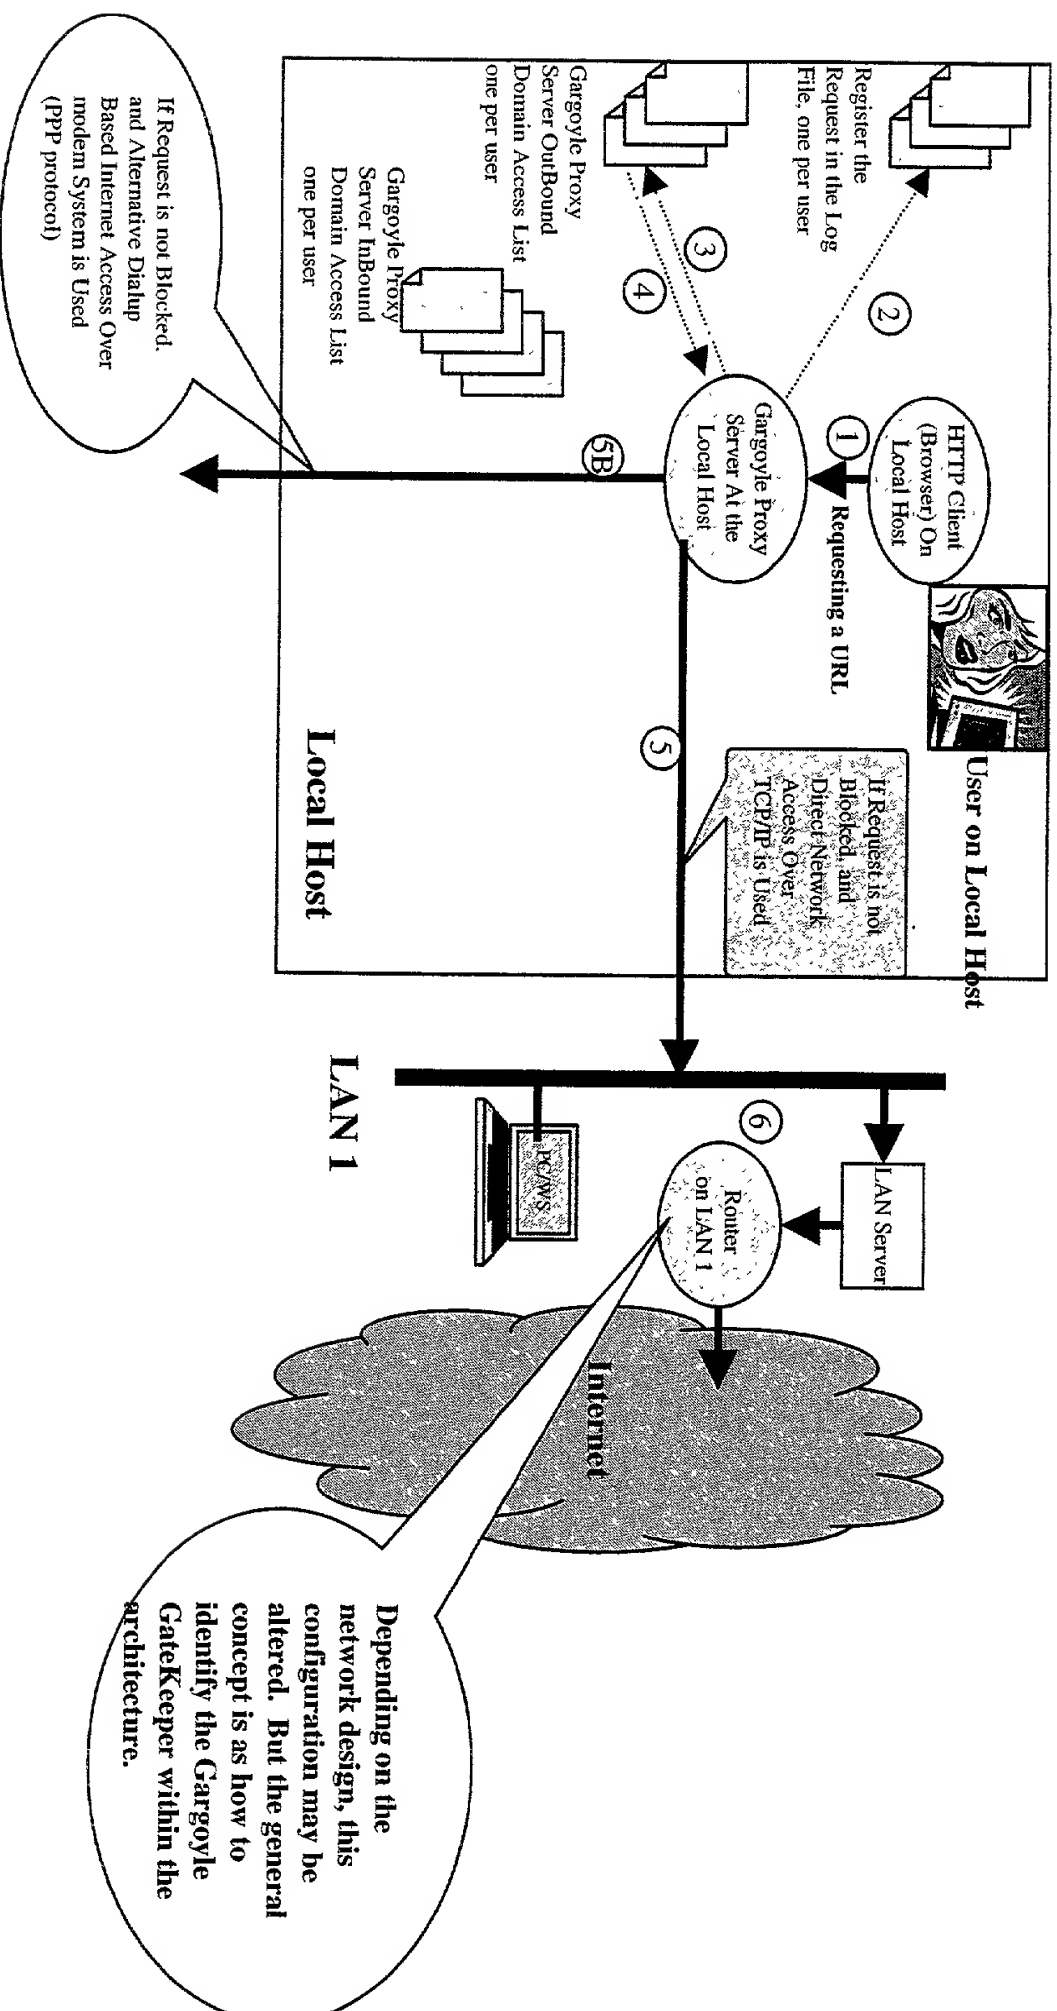 User on Local Host
HTTP Client
(Browser) On
Local Host
Register the
Request in the Log
File, one per user
2
1
Requesting a URL
If Request is not
Blocked, and
Direct Network
Access Over
TCP/IP is Used
Gargoyle Proxy
Server OutBound
Domain Access List
one per user
3
4
Gargoyle Proxy
Server At the
Local Host
5
5B
Gargoyle Proxy
Server InBound
Domain Access List
one per user
Local Host
If Request is not Blocked.
and Alternative Dialup
Based Internet Access Over
modem System is Used
(PPP protocol)
LAN Server
6
Router
on LAN 1
PC/WS
LAN 1
Internet
Depending on the
network design, this
configuration may be
altered. But the general
concept is as how to
identify the Gargoyle
GateKeeper within the
architecture.